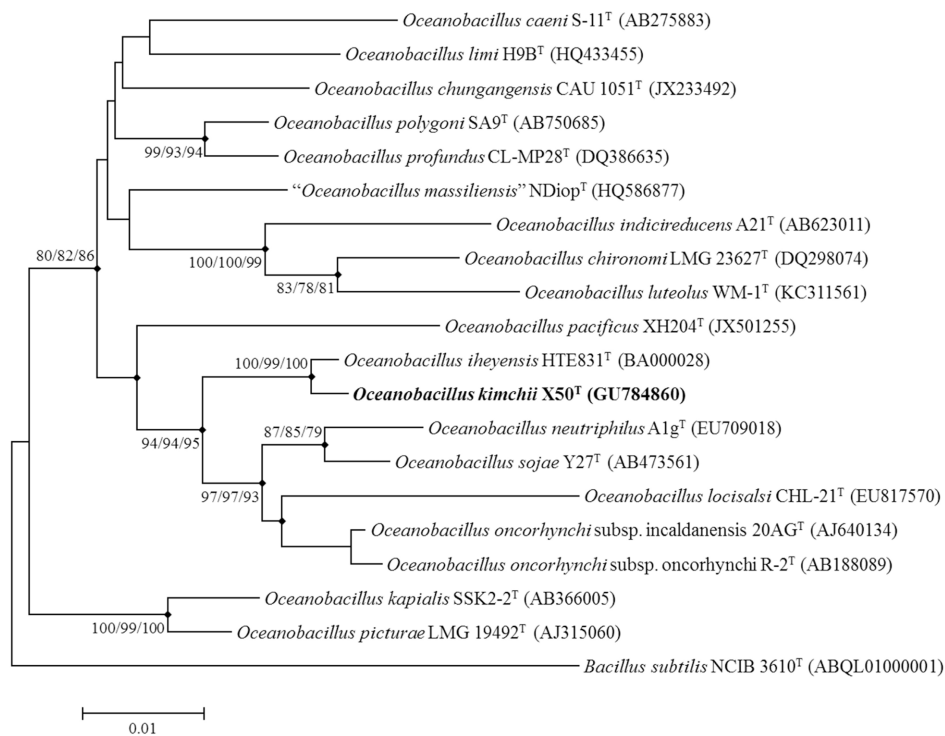 Oceanobacillus caeni S-11ᵀ (AB275883)
Oceanobacillus limi H9Bᵀ (HQ433455)
Oceanobacillus chungangensis CAU 1051ᵀ (JX233492)
Oceanobacillus polygoni SA9ᵀ (AB750685)
99/93/94
Oceanobacillus profundus CL-MP28ᵀ (DQ386635)
“Oceanobacillus massiliensis” NDiopᵀ (HQ586877)
Oceanobacillus indicireducens A21ᵀ (AB623011)
80/82/86
100/100/99
Oceanobacillus chironomi LMG 23627ᵀ (DQ298074)
83/78/81
Oceanobacillus luteolus WM-1ᵀ (KC311561)
Oceanobacillus pacificus XH204ᵀ (JX501255)
100/99/100
Oceanobacillus iheyensis HTE831ᵀ (BA000028)
Oceanobacillus kimchii X50ᵀ (GU784860)
94/94/95
87/85/79
Oceanobacillus neutriphilus A1gᵀ (EU709018)
Oceanobacillus sojae Y27ᵀ (AB473561)
97/97/93
Oceanobacillus locisalsi CHL-21ᵀ (EU817570)
Oceanobacillus oncorhynchi subsp. incaldanensis 20AGᵀ (AJ640134)
Oceanobacillus oncorhynchi subsp. oncorhynchi R-2ᵀ (AB188089)
Oceanobacillus kapialis SSK2-2ᵀ (AB366005)
100/99/100
Oceanobacillus picturae LMG 19492ᵀ (AJ315060)
Bacillus subtilis NCIB 3610ᵀ (ABQL01000001)
0.01